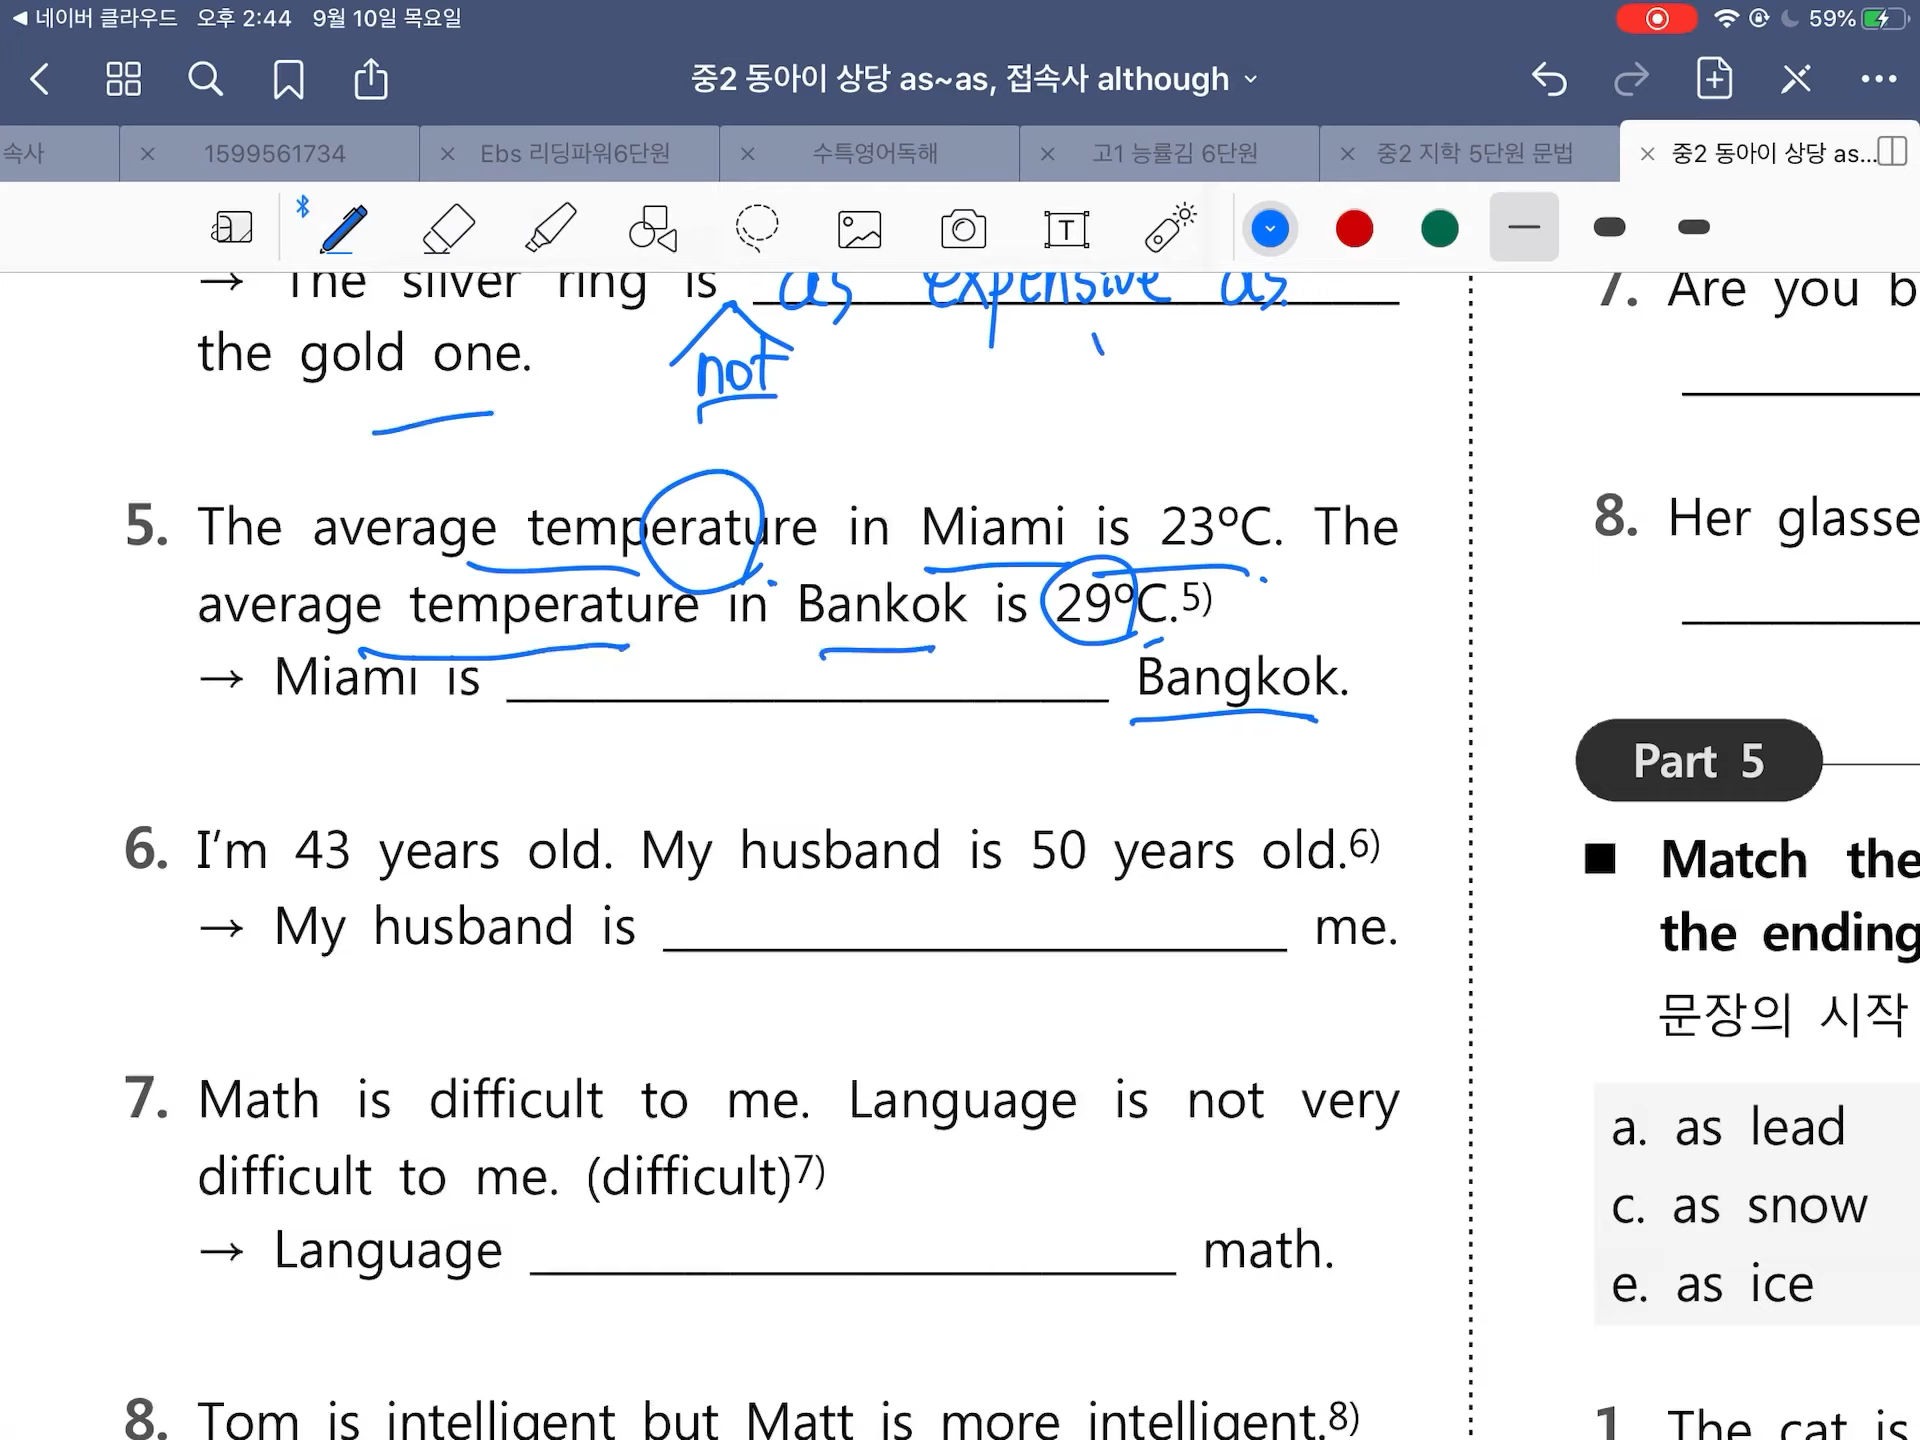 네이버 클라우드 오후 2:44 9월 10일 목요일
59%
중2 동아이 상당 as~as, 접속사 although
속사
1599561734
Ebs 리딩파워6단원
수특영어독해
고1 능률김 6단원
중2 지학 5단원 문법
중2 동아이 상당 as...
→ The silver ring is as expensive as
not
the gold one.
5. The average temperature in Miami is 23ºC. The
average temperature in Bankok is 29ºC.5)
→ Miami is ____________ Bangkok.
6. I'm 43 years old. My husband is 50 years old.6)
→ My husband is ____________ me.
7. Math is difficult to me. Language is not very
difficult to me. (difficult)7)
→ Language ____________ math.
8. Tom is intelligent but Matt is more intelligent.8)
7. Are you b
8. Her glasse
Part 5
■ Match the
the ending
문장의 시작
a. as lead
c. as snow
e. as ice
1 The cat is